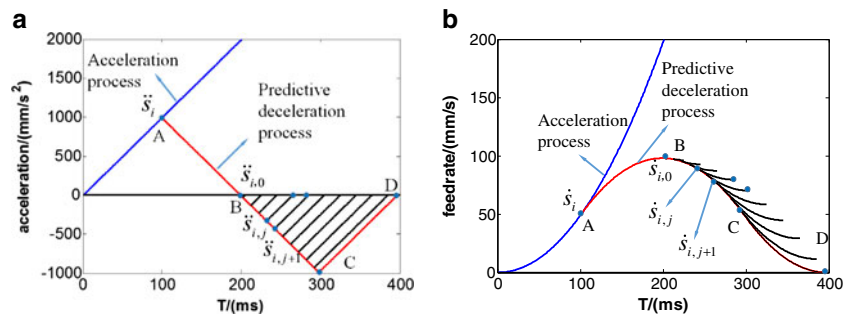 a
acceleration/(mm/s²)
2000
1500
1000
500
0
-500
-1000
0
100
200
300
400
T/(ms)
Acceleration
process
s̈ᵢ
A
Predictive
deceleration
process
s̈ᵢ,₀
B
D
s̈ᵢ,ⱼ
s̈ᵢ,ⱼ₊₁
C
b
feedrate/(mm/s)
200
150
100
50
0
0
100
200
300
400
T/(ms)
Predictive
deceleration
process
Acceleration
process
B
ṡᵢ,₀
ṡᵢ
A
ṡᵢ,ⱼ
C
ṡᵢ,ⱼ₊₁
D